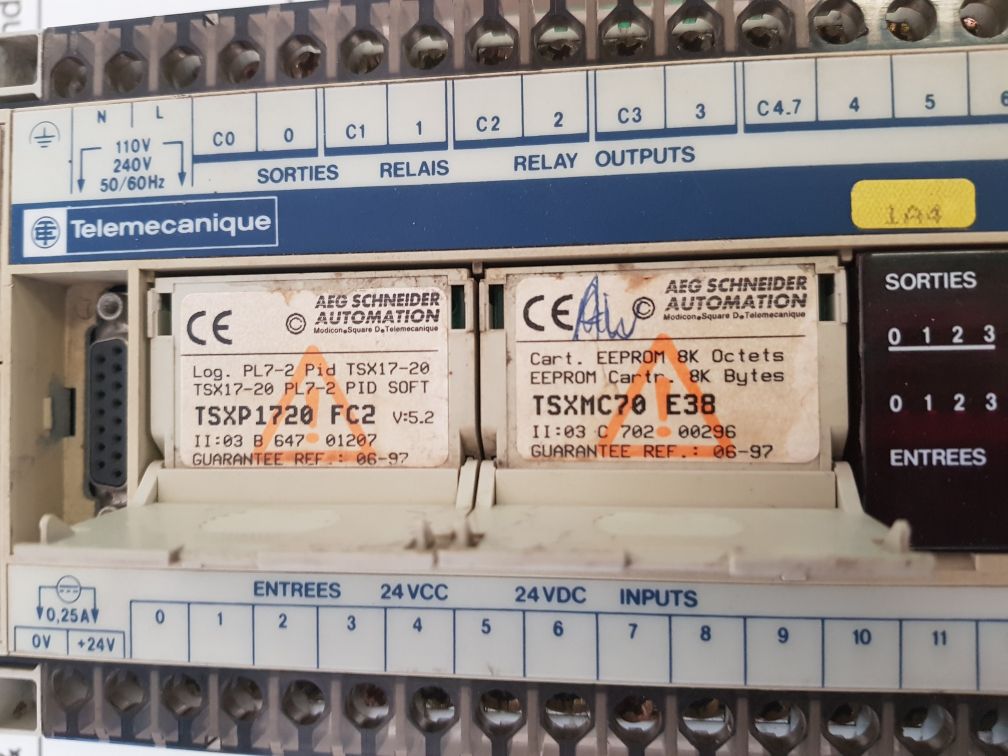 N L
110V
240V
50/60Hz
C0 0 C1 1 C2 2 C3 3 C4.7 4 5 6
SORTIES RELAIS RELAY OUTPUTS
Telemecanique
1A4
CE
© AEG SCHNEIDER
AUTOMATION
Modicon•Square D•Telemecanique
Log. PL7-2 Pid TSX17-20
TSX17-20 PL7-2 PID SOFT
TSXP1720 FC2 V:5.2
II:03 B 647 01207
GUARANTEE REF.: 06-97
CE
© AEG SCHNEIDER
AUTOMATION
Modicon•Square D•Telemecanique
Cart. EEPROM 8K Octets
EEPROM Cartr. 8K Bytes
TSXMC70 E38
II:03 C 702 00296
GUARANTEE REF.: 06-97
SORTIES
0 1 2 3
0 1 2 3
ENTREES
0,25A
0V +24V
ENTREES 24VCC 24VDC INPUTS
0 1 2 3 4 5 6 7 8 9 10 11